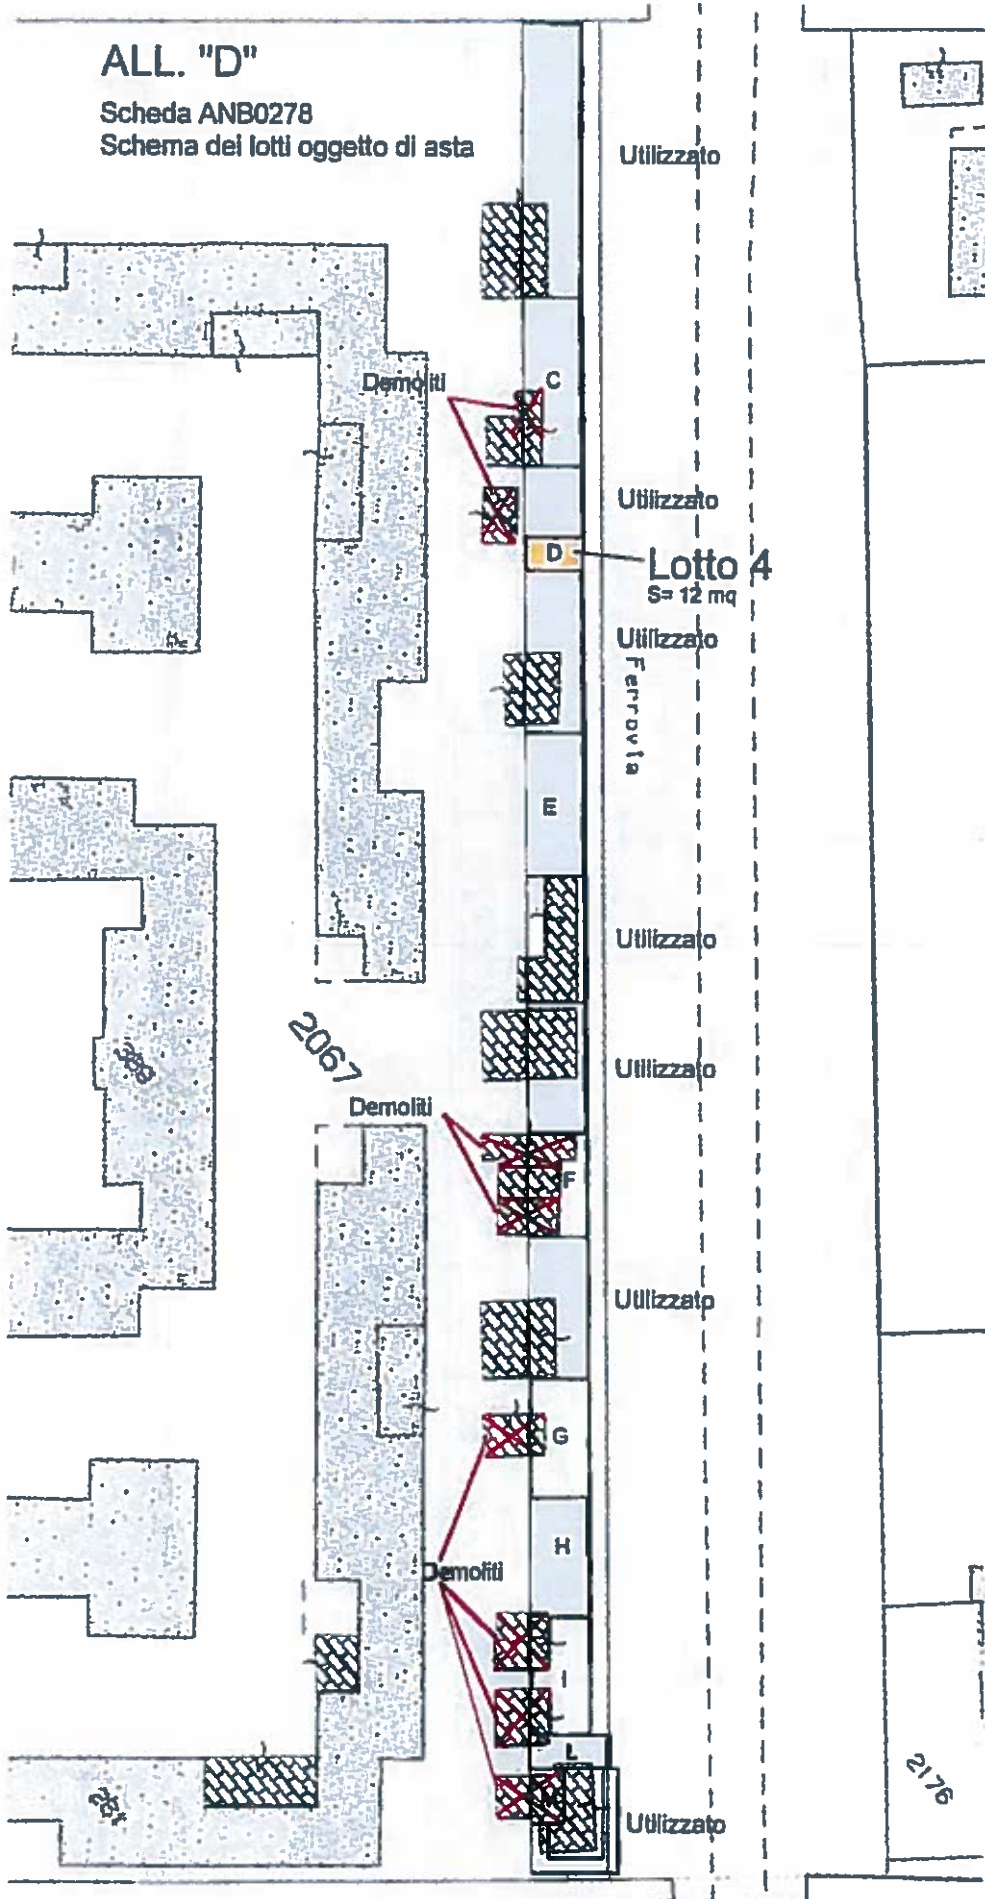 ALL. "D"
Scheda ANB0278
Schema dei lotti oggetto di asta
Utilizzato
Demoliti
C
Utilizzato
D
Lotto 4
S= 12 mq
Utilizzato
Ferrovia
E
Utilizzato
2067
388
Utilizzato
Demoliti
F
Utilizzato
G
H
Demoliti
I
L
2176
Utilizzato